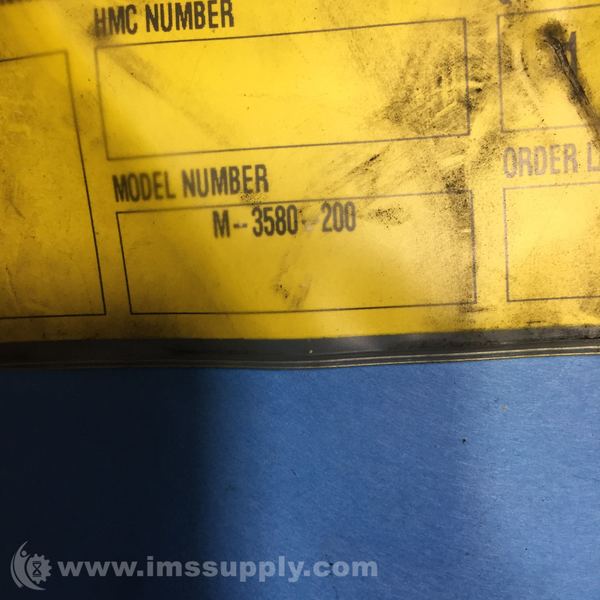 HMC NUMBER
MODEL NUMBER
M-3580-200
ORDER L
www.imssupply.com